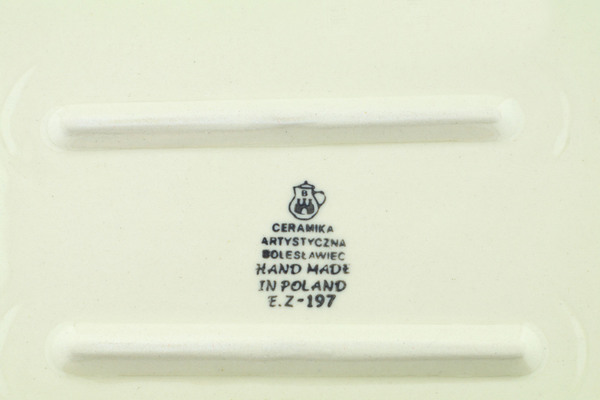 B
CERAMIKA
ARTYSTYCZNA
BOLESŁAWIEC
HAND MADE
IN POLAND
E.Z-197